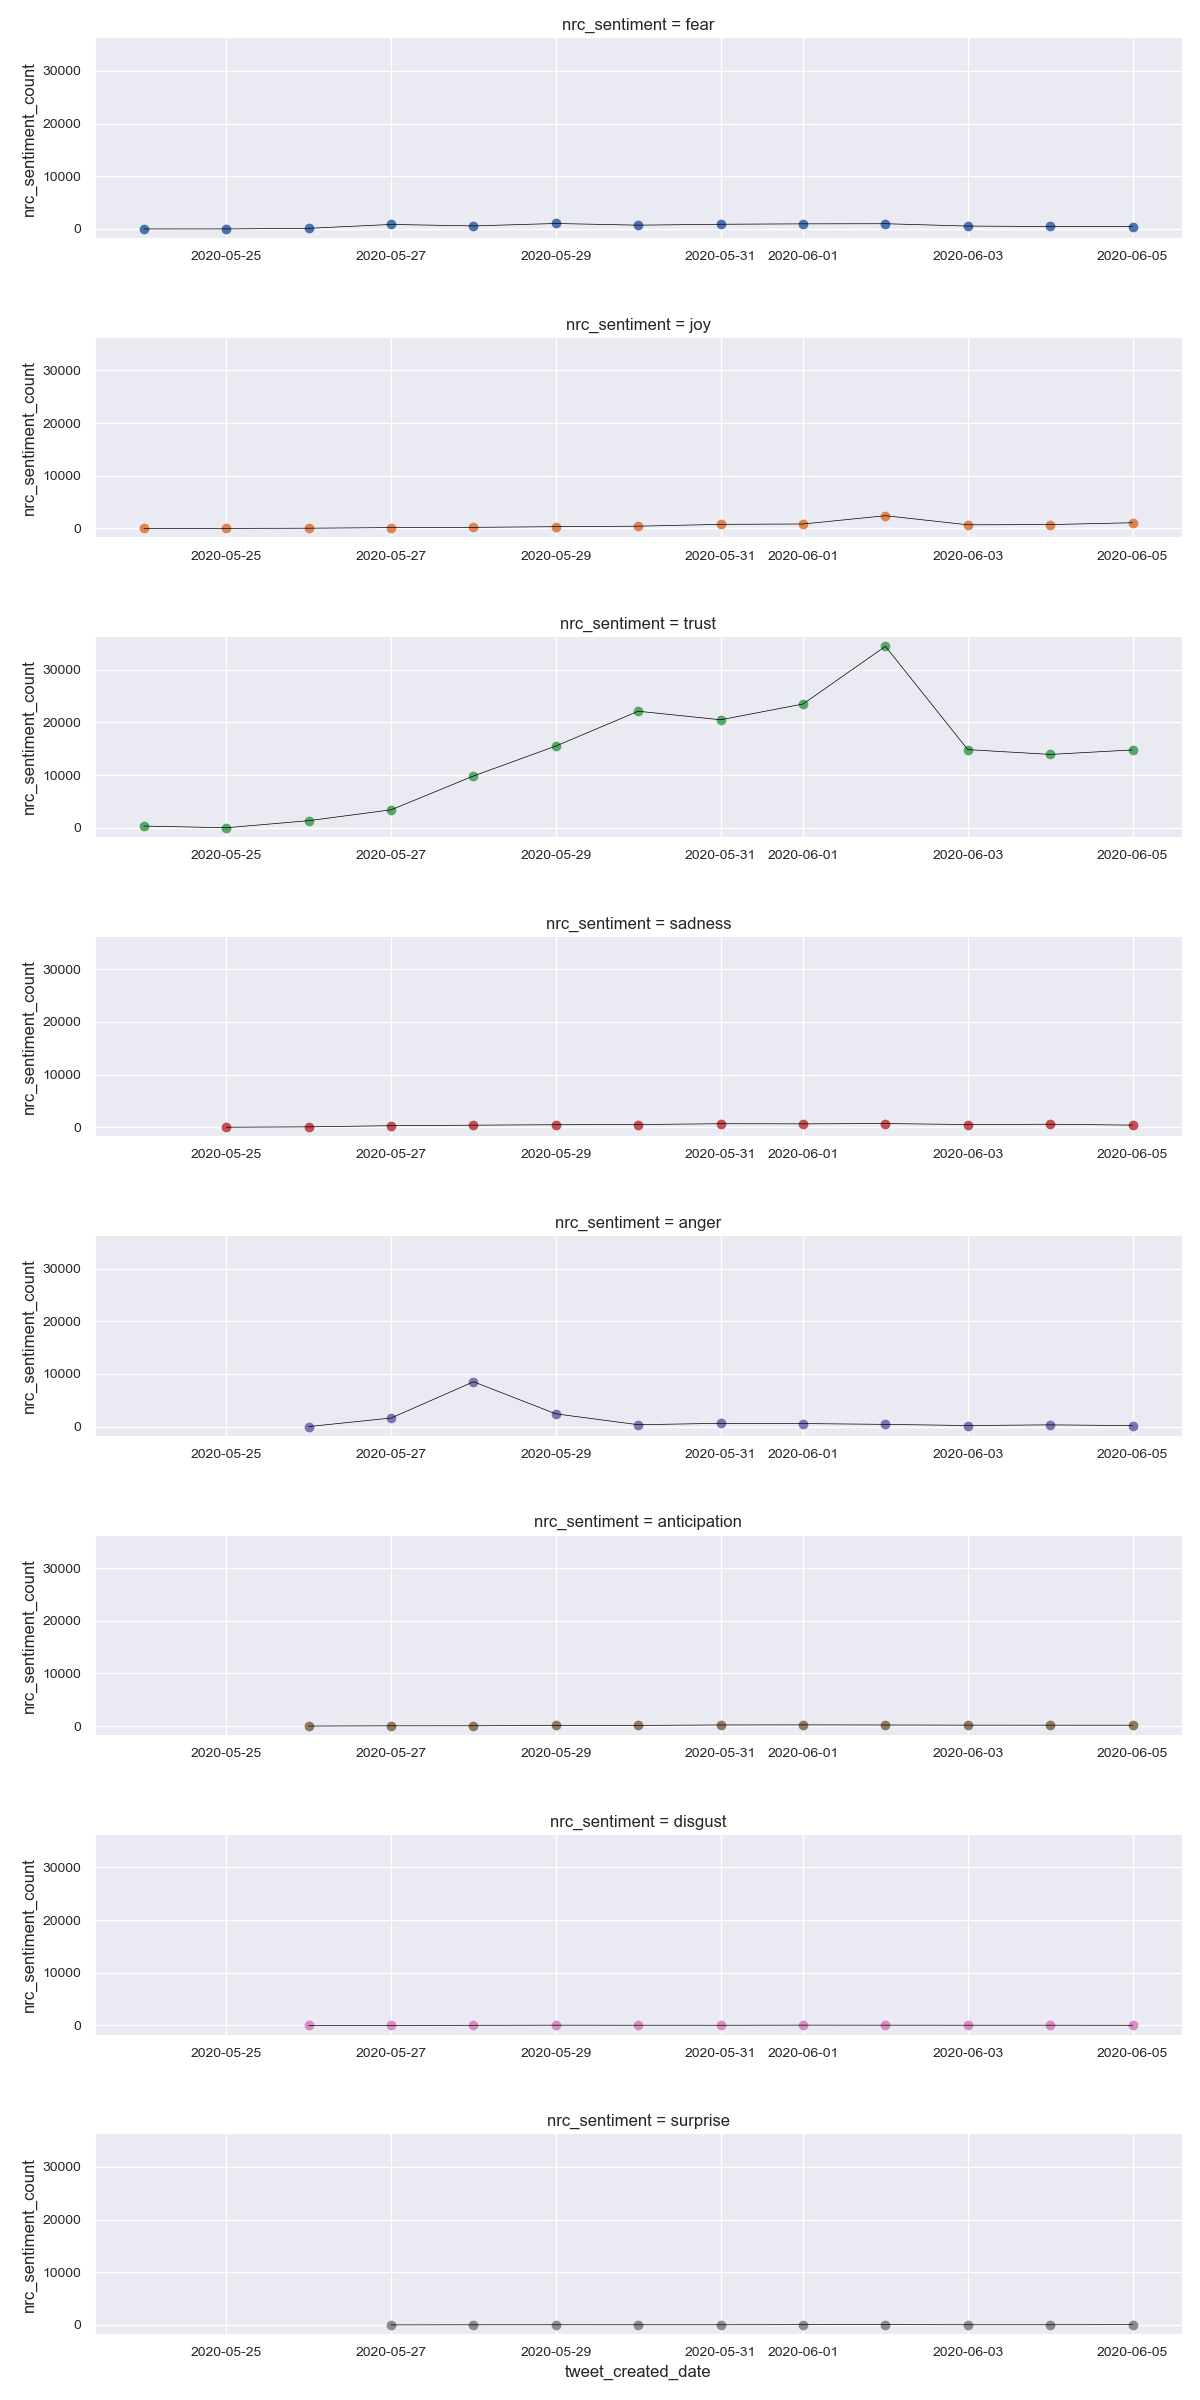 nrc_sentiment = fear
nrc_sentiment_count
30000
20000
10000
0
2020-05-25 2020-05-27 2020-05-29 2020-05-31 2020-06-01 2020-06-03 2020-06-05
nrc_sentiment = joy
nrc_sentiment_count
30000
20000
10000
0
2020-05-25 2020-05-27 2020-05-29 2020-05-31 2020-06-01 2020-06-03 2020-06-05
nrc_sentiment = trust
nrc_sentiment_count
30000
20000
10000
0
2020-05-25 2020-05-27 2020-05-29 2020-05-31 2020-06-01 2020-06-03 2020-06-05
nrc_sentiment = sadness
nrc_sentiment_count
30000
20000
10000
0
2020-05-25 2020-05-27 2020-05-29 2020-05-31 2020-06-01 2020-06-03 2020-06-05
nrc_sentiment = anger
nrc_sentiment_count
30000
20000
10000
0
2020-05-25 2020-05-27 2020-05-29 2020-05-31 2020-06-01 2020-06-03 2020-06-05
nrc_sentiment = anticipation
nrc_sentiment_count
30000
20000
10000
0
2020-05-25 2020-05-27 2020-05-29 2020-05-31 2020-06-01 2020-06-03 2020-06-05
nrc_sentiment = disgust
nrc_sentiment_count
30000
20000
10000
0
2020-05-25 2020-05-27 2020-05-29 2020-05-31 2020-06-01 2020-06-03 2020-06-05
nrc_sentiment = surprise
nrc_sentiment_count
30000
20000
10000
0
2020-05-25 2020-05-27 2020-05-29 2020-05-31 2020-06-01 2020-06-03 2020-06-05
tweet_created_date